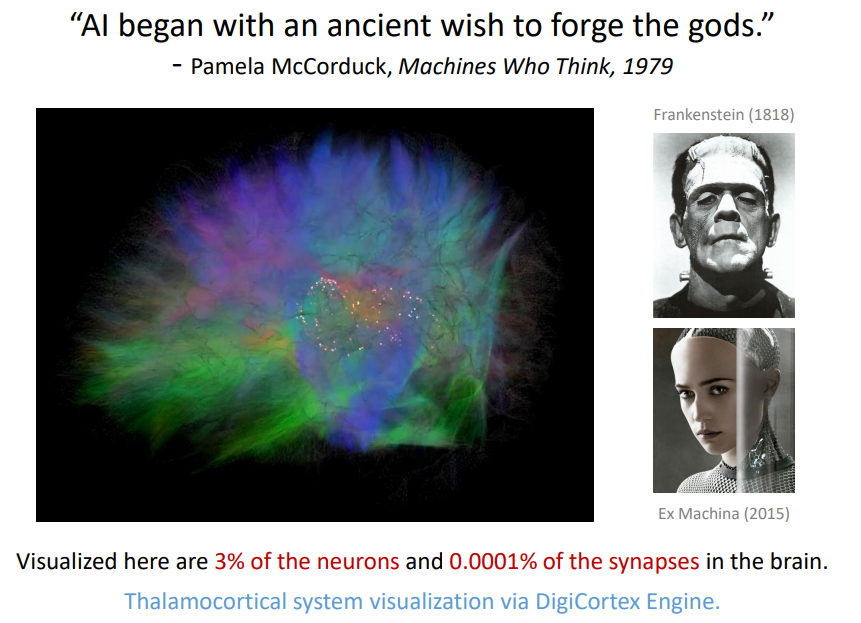 “AI began with an ancient wish to forge the gods.”
- Pamela McCorduck, Machines Who Think, 1979
Frankenstein (1818)
Ex Machina (2015)
Visualized here are 3% of the neurons and 0.0001% of the synapses in the brain.
Thalamocortical system visualization via DigiCortex Engine.